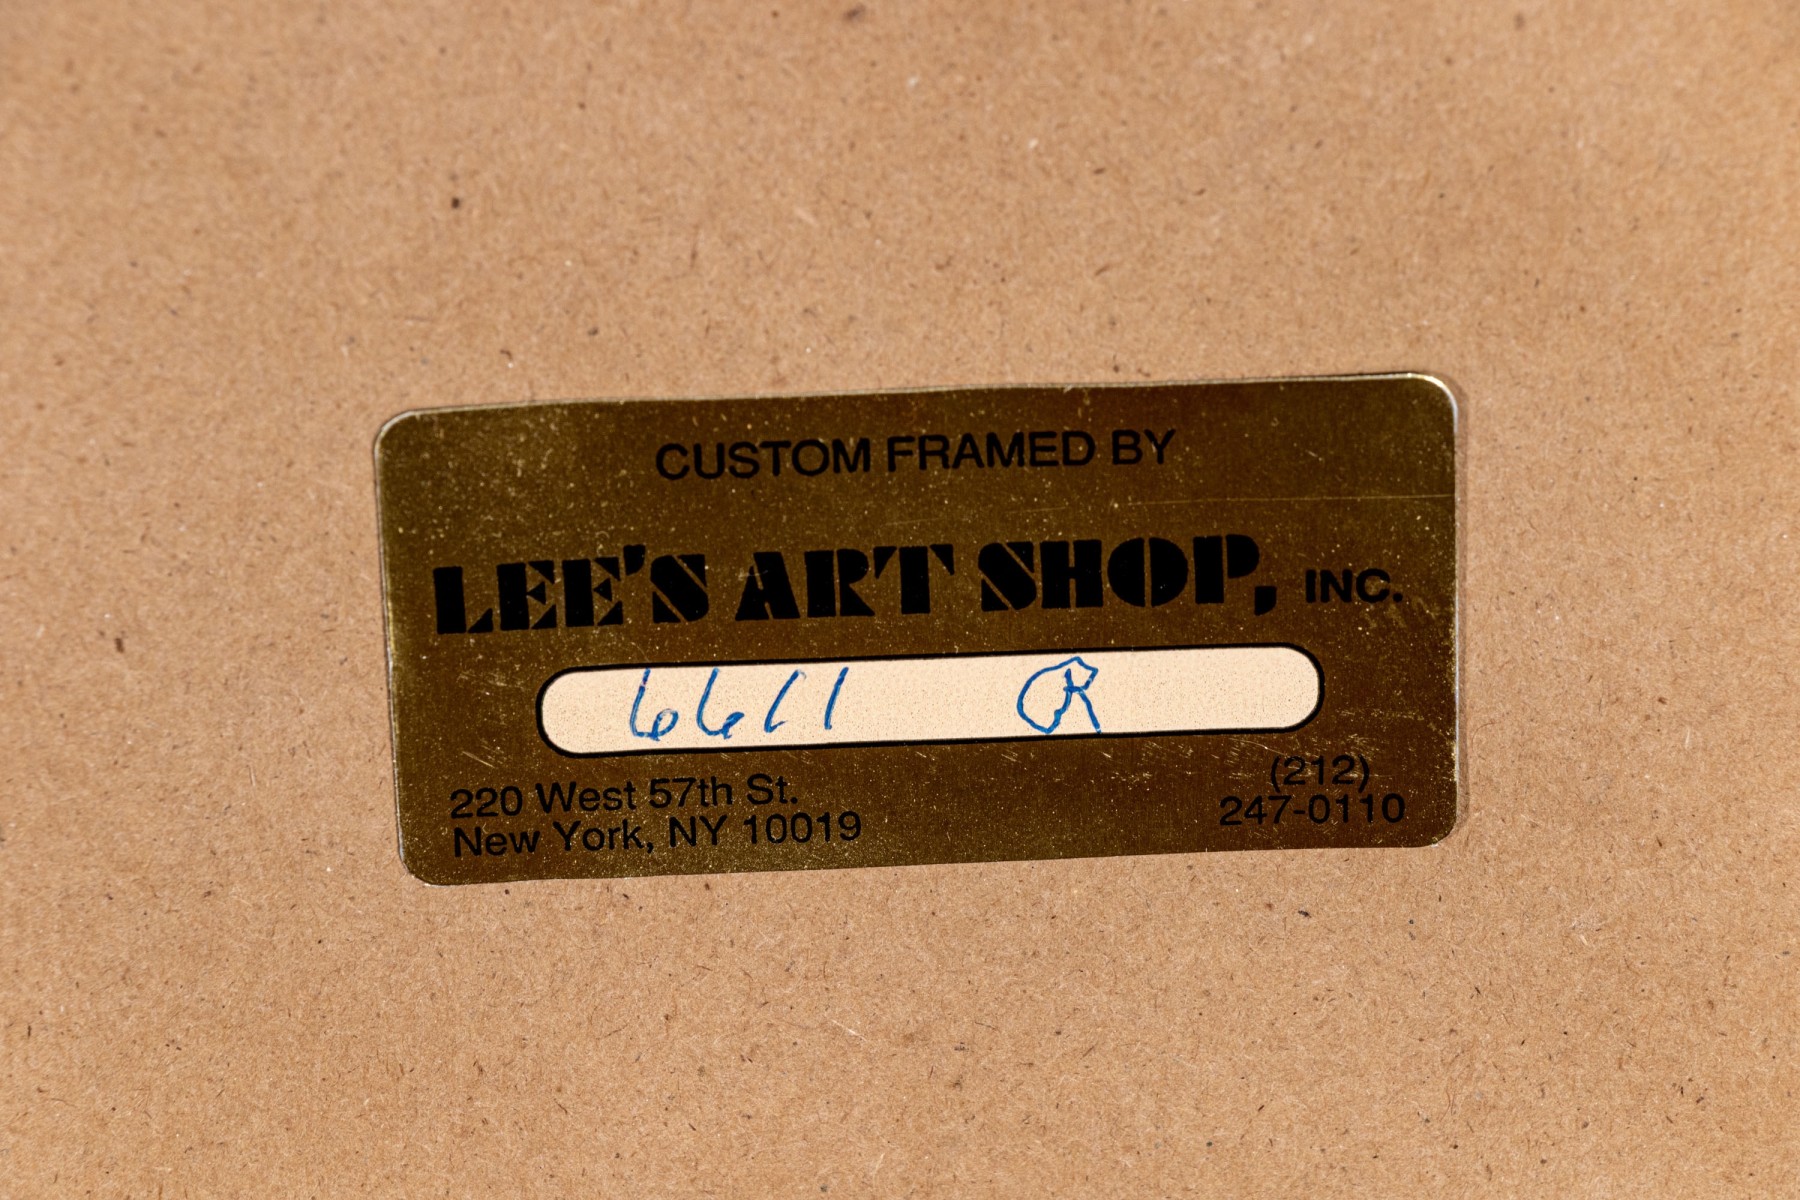 CUSTOM FRAMED BY
LEE'S ART SHOP, INC.
6611 R
220 West 57th St.
New York, NY 10019
(212)
247-0110